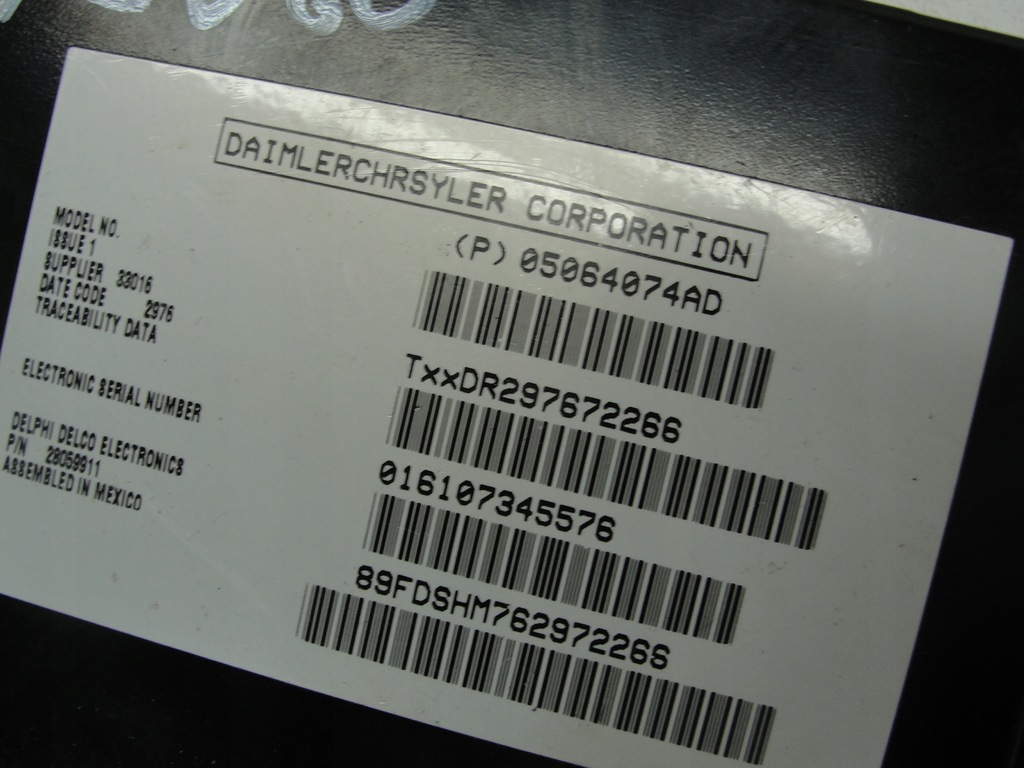 DAIMLERCHRSYLER CORPORATION
(P) 05064074AD
MODEL NO.
ISSUE 1
SUPPLIER 33016
DATE CODE 2976
TRACEABILITY DATA
TxxDR297672266
ELECTRONIC SERIAL NUMBER
016107345576
DELPHI DELCO ELECTRONICS
P/N 28059911
ASSEMBLED IN MEXICO
89FDSHM76297226S